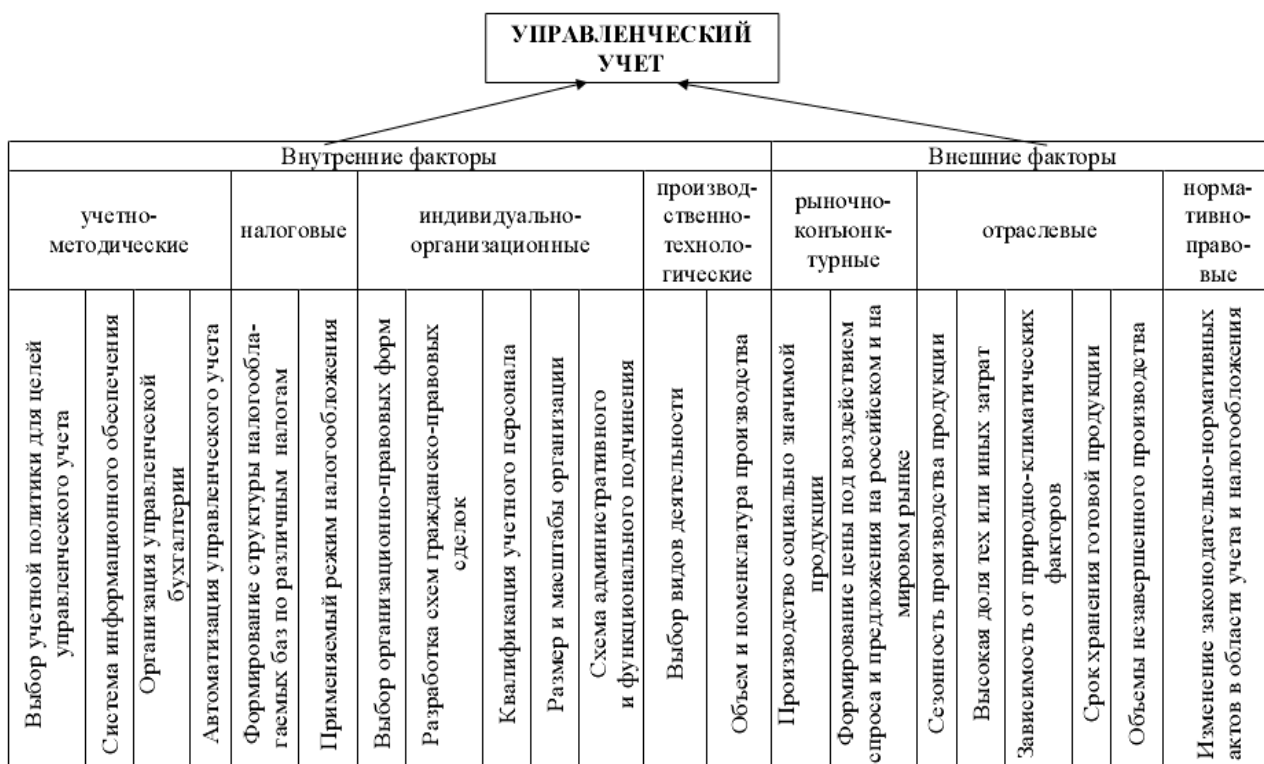 УПРАВЛЕНЧЕСКИЙ
УЧЕТ
Внутренние факторы
Внешние факторы
учетно-
методические
налоговые
индивидуально-
организационные
производ-
ственно-
техноло-
гические
рыночно-
конъюнк-
турные
отраслевые
норма-
тивно-
право-
вые
Выбор учетной политики для целей
управленческого учета
Система информационного обеспечения
Организация управленческой
бухгалтерии
Автоматизация управленческого учета
Формирование структуры налогообла-
гаемых баз по различным налогам
Применяемый режим налогообложения
Выбор организационно-правовых форм
Разработка схем гражданско-правовых
сделок
Квалификация учетного персонала
Размер и масштабы организации
Схема административного
и функционального подчинения
Выбор видов деятельности
Объем и номенклатура производства
Производство социально значимой
продукции
Формирование цены под воздействием
спроса и предложения на российском и на
мировом рынке
Сезонность производства продукции
Высокая доля тех или иных затрат
Зависимость от природно-климатических
факторов
Срок хранения готовой продукции
Объемы незавершенного производства
Изменение законодательно-нормативных
актов в области учета и налогообложения